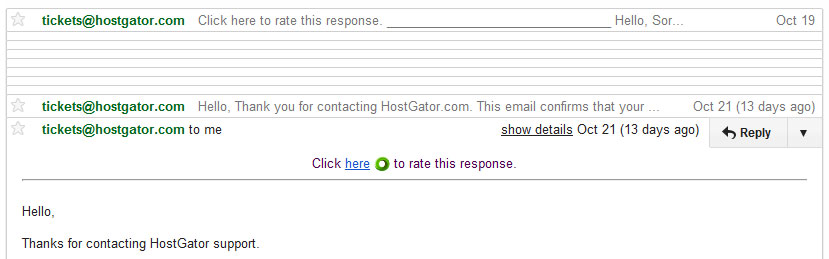 tickets@hostgator.com Click here to rate this response. ________________________________ Hello, Sor... Oct 19
tickets@hostgator.com Hello, Thank you for contacting HostGator.com. This email confirms that your ... Oct 21 (13 days ago)
tickets@hostgator.com to me show details Oct 21 (13 days ago) Reply ▼
Click here to rate this response.
Hello,
Thanks for contacting HostGator support.